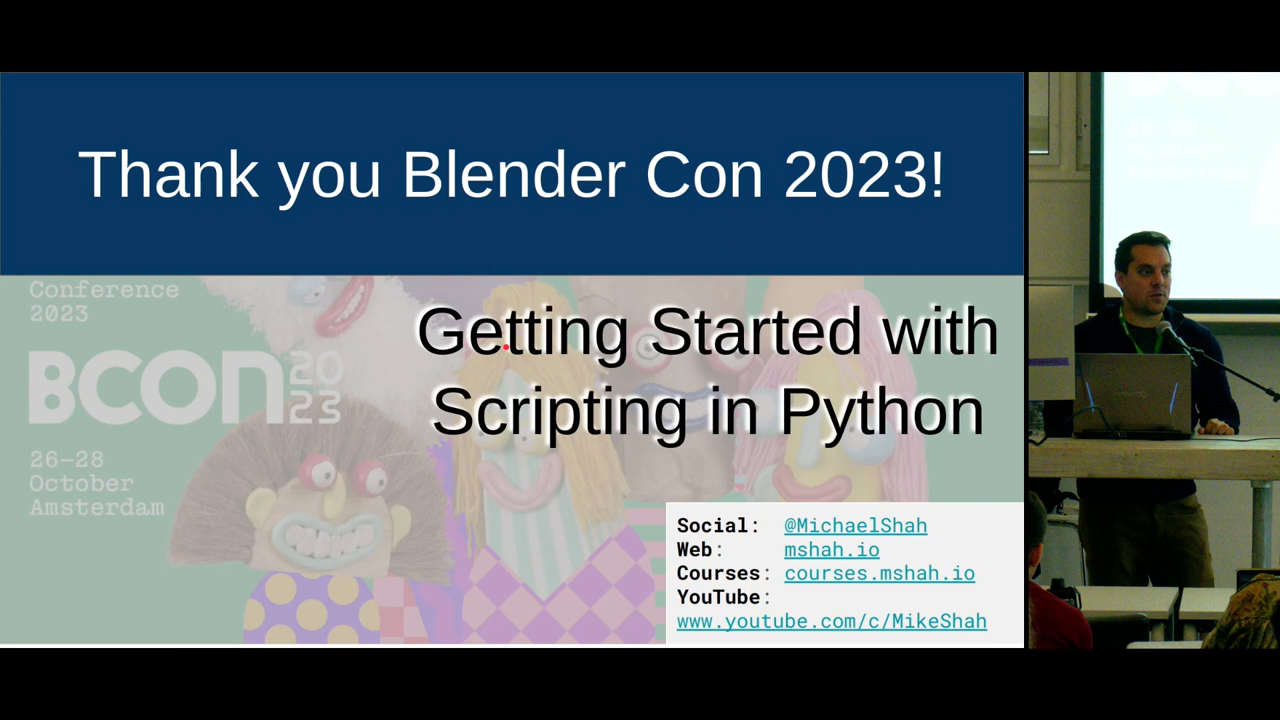 Thank you Blender Con 2023!
Conference
2023
BCON 2023
26-28
October
Amsterdam
Getting Started with
Scripting in Python
Social: @MichaelShah
Web: mshah.io
Courses: courses.mshah.io
YouTube:
www.youtube.com/c/MikeShah